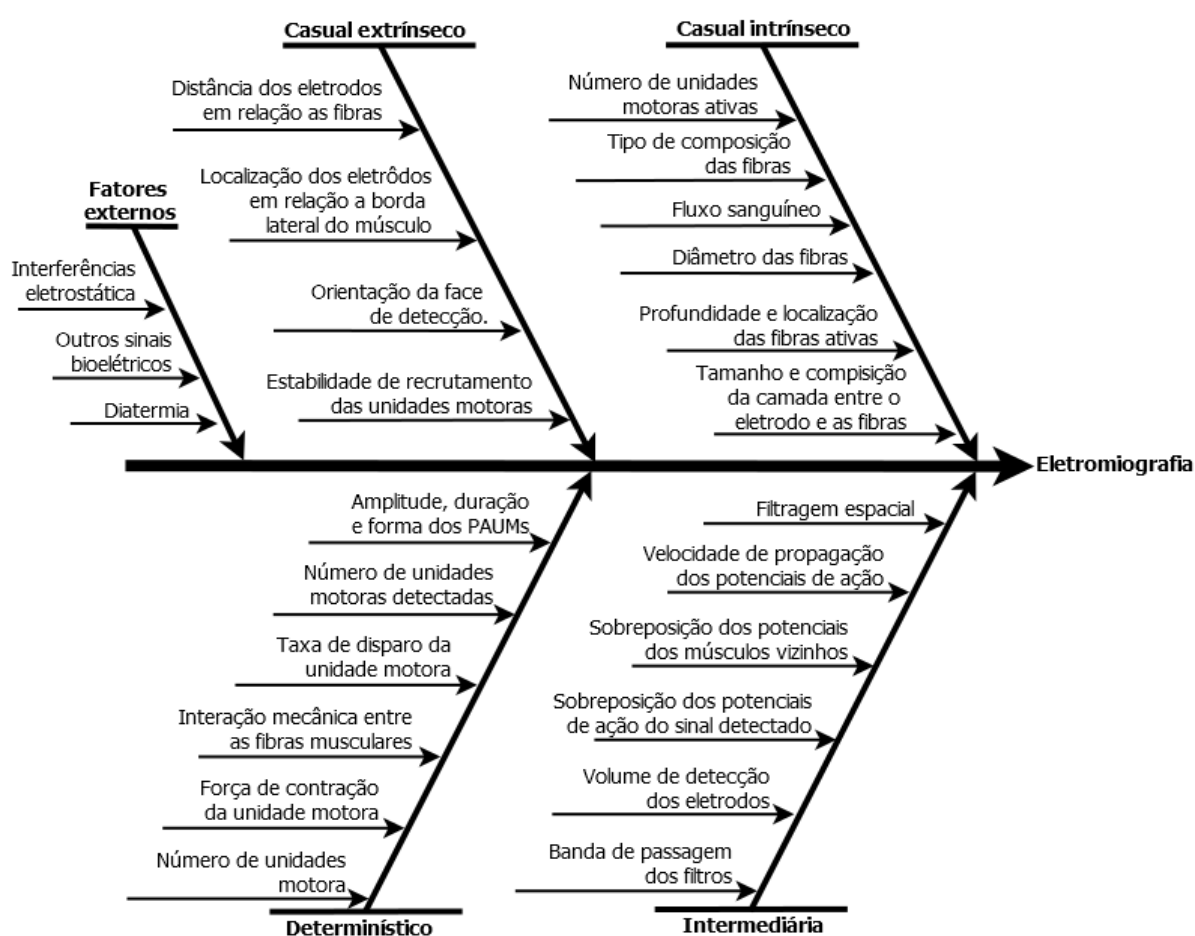 Casual extrínseco
Distância dos eletrodos
em relação as fibras
Localização dos eletrôdos
em relação a borda
lateral do músculo
Orientação da face
de detecção.
Estabilidade de recrutamento
das unidades motoras
Casual intrínseco
Número de unidades
motoras ativas
Tipo de composição
das fibras
Fluxo sanguíneo
Diâmetro das fibras
Profundidade e localização
das fibras ativas
Tamanho e compisição
da camada entre o
eletrodo e as fibras
Fatores
externos
Interferências
eletrostática
Outros sinais
bioelétricos
Diatermia
Eletromiografia
Amplitude, duração
e forma dos PAUMs
Número de unidades
motoras detectadas
Taxa de disparo da
unidade motora
Interação mecânica entre
as fibras musculares
Força de contração
da unidade motora
Número de unidades
motora
Determinístico
Filtragem espacial
Velocidade de propagação
dos potenciais de ação
Sobreposição dos potenciais
dos músculos vizinhos
Sobreposição dos potenciais
de ação do sinal detectado
Volume de detecção
dos eletrodos
Banda de passagem
dos filtros
Intermediária